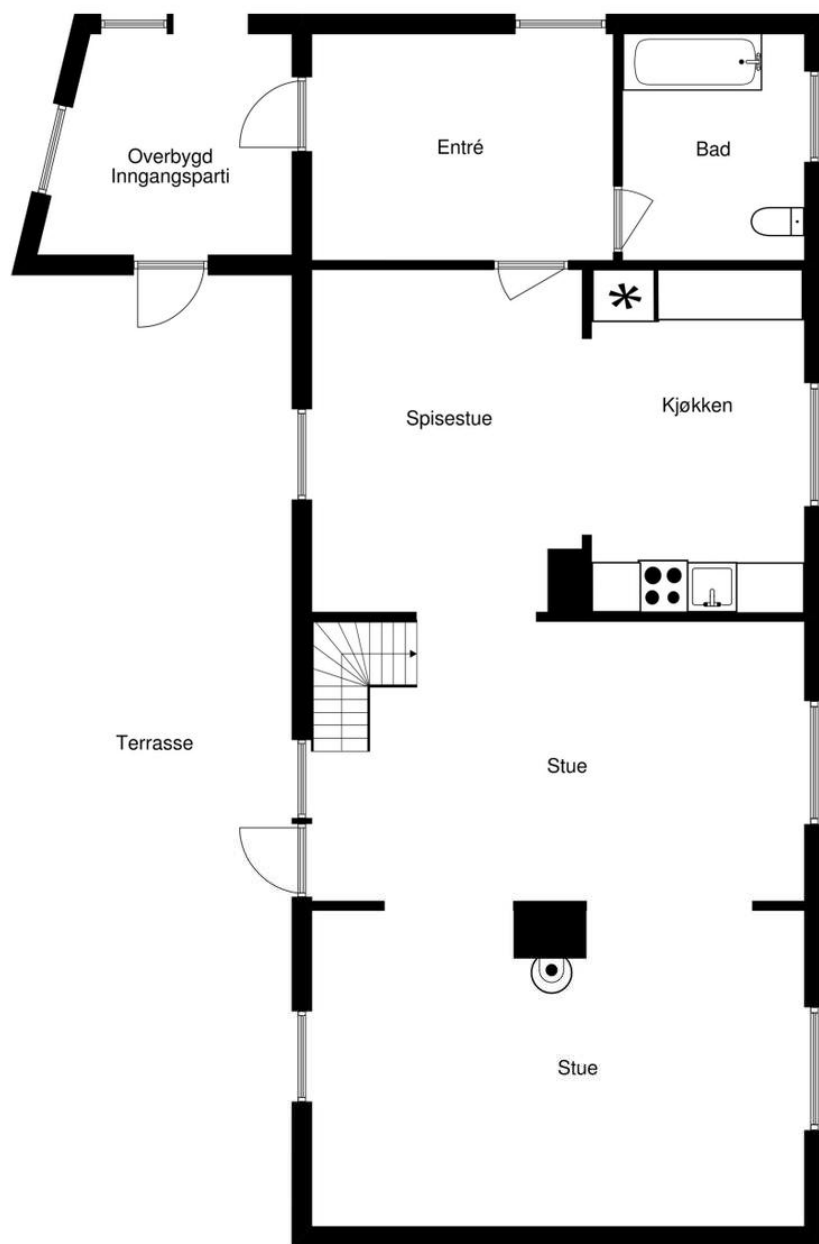 Overbygd
Inngangsparti
Entré
Bad
Spisestue
Kjøkken
Terrasse
Stue
Stue